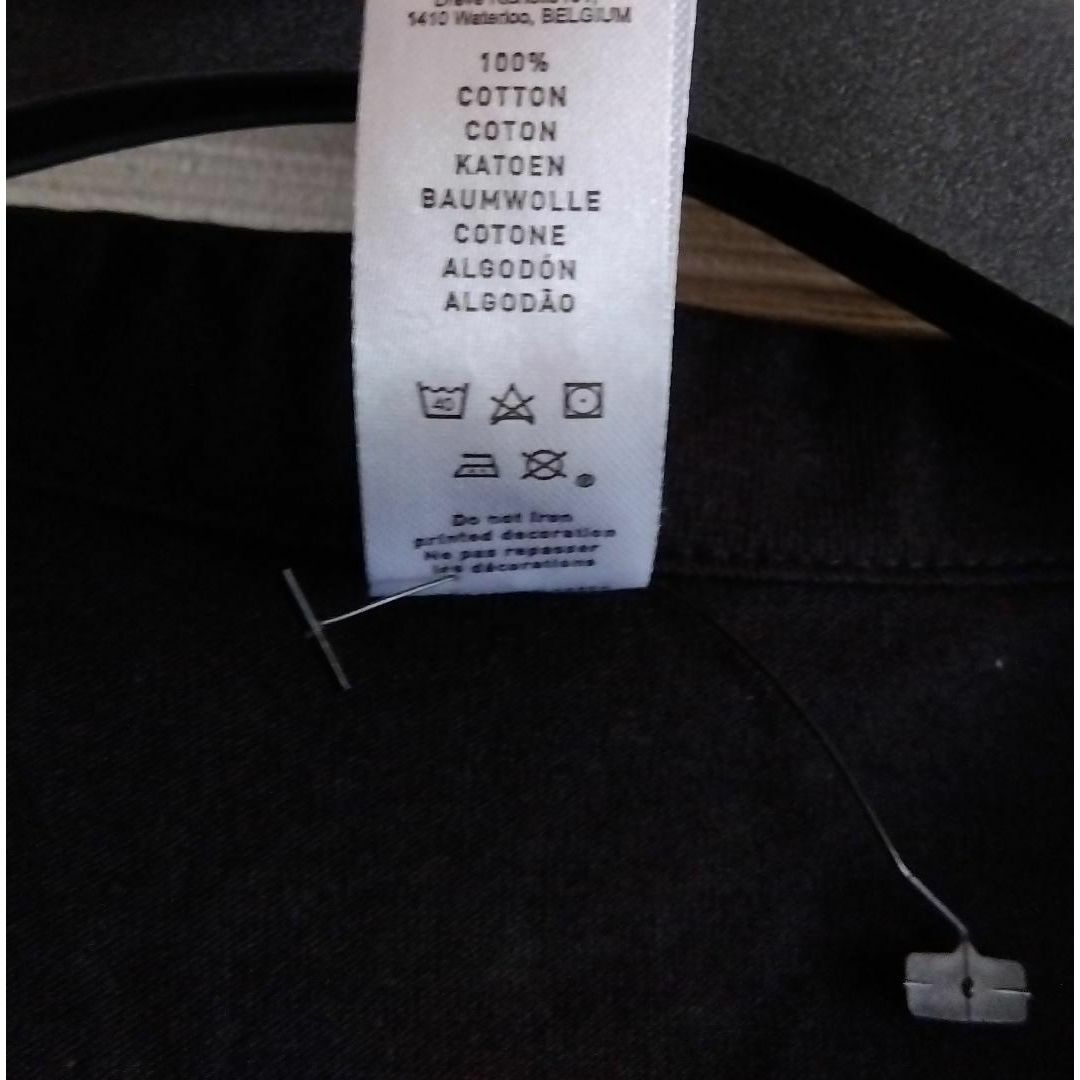 1410 Waterloo, BELGIUM
100%
COTTON
COTON
KATOEN
BAUMWOLLE
COTONE
ALGODÓN
ALGODÃO
40
Do not Iron
printed decoration
Ne pas repasser
les décorations